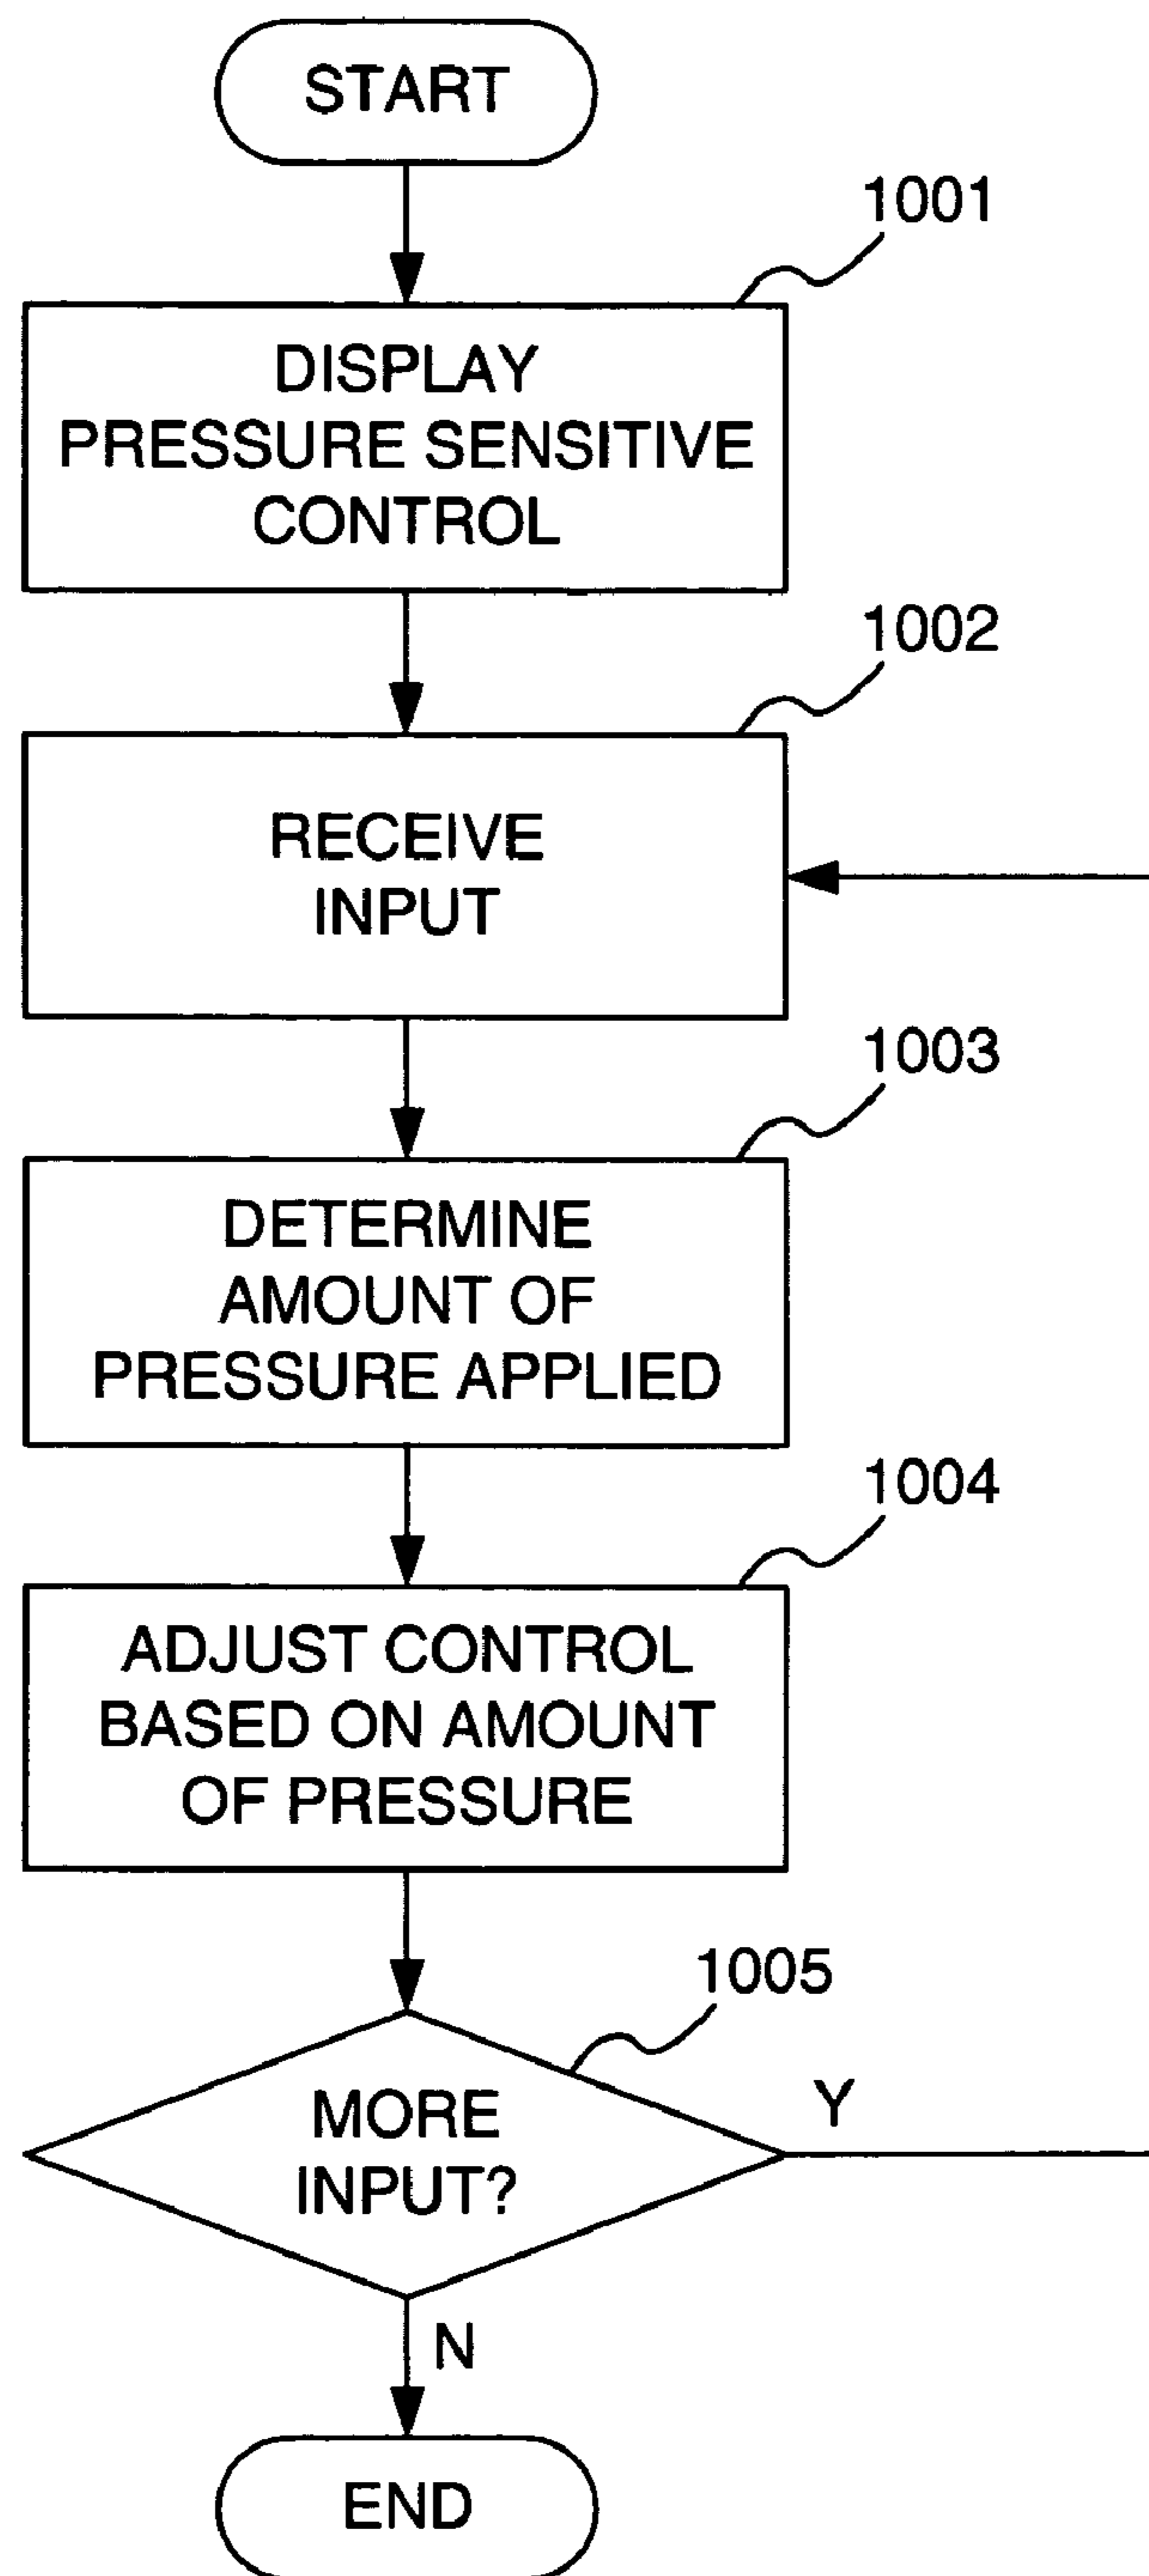 START
1001
DISPLAY
PRESSURE SENSITIVE
CONTROL
1002
RECEIVE
INPUT
1003
DETERMINE
AMOUNT OF
PRESSURE APPLIED
1004
ADJUST CONTROL
BASED ON AMOUNT
OF PRESSURE
1005
MORE
INPUT?
Y
N
END